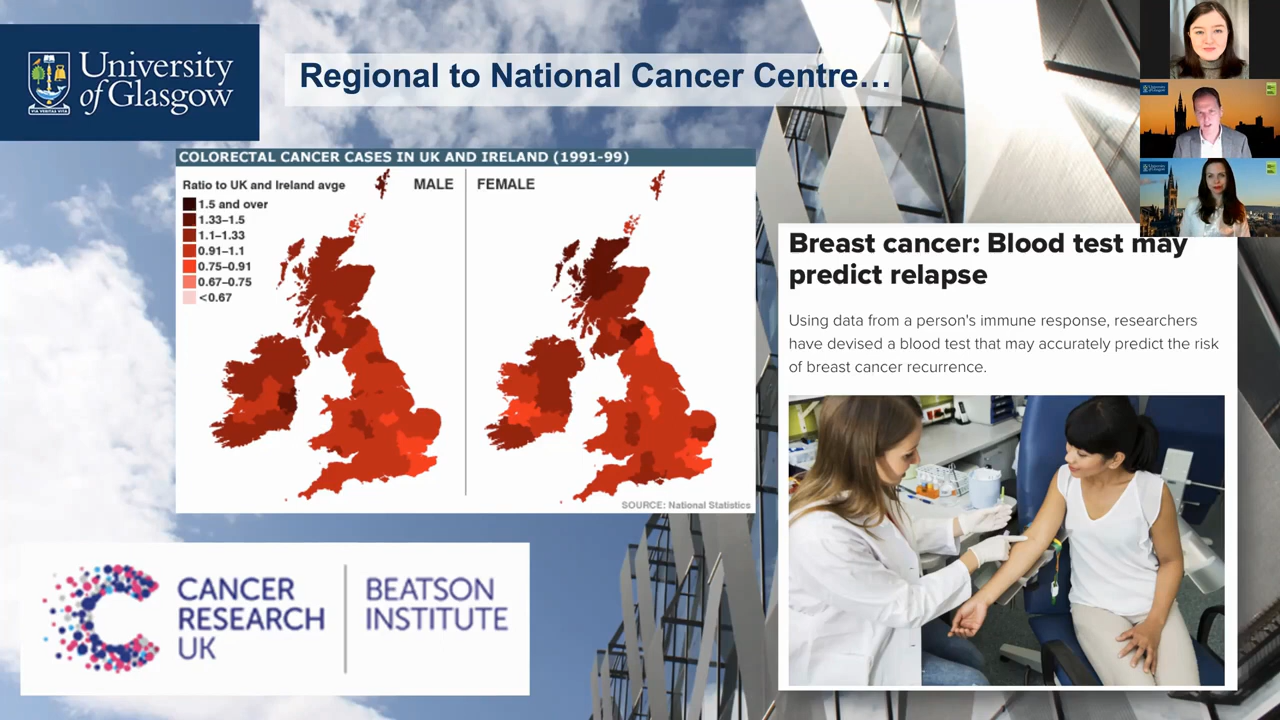 University
of Glasgow
VIA VERITAS VITA
Regional to National Cancer Centre…
COLORECTAL CANCER CASES IN UK AND IRELAND (1991-99)
Ratio to UK and Ireland avge
MALE
FEMALE
1.5 and over
1.33–1.5
1.1–1.33
0.91–1.1
0.75–0.91
0.67–0.75
<0.67
SOURCE: National Statistics
Breast cancer: Blood test may
predict relapse
Using data from a person's immune response, researchers
have devised a blood test that may accurately predict the risk
of breast cancer recurrence.
CANCER
RESEARCH
UK
BEATSON
INSTITUTE